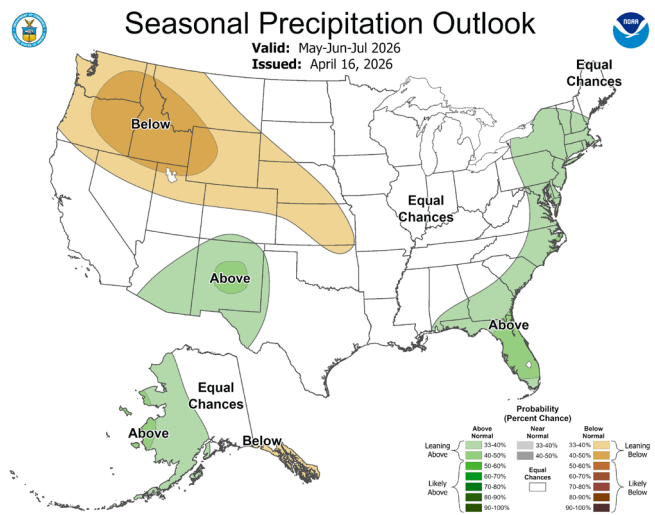 Seasonal Precipitation Outlook
Valid: May-Jun-Jul 2026
Issued: April 16, 2026
NOAA
Equal
Chances
Below
Equal
Chances
Above
Above
Equal
Chances
Above
Below
Probability
(Percent Chance)
Above
Normal
Near
Normal
Below
Normal
Leaning
Above
33-40%
40-50%
33-40%
40-50%
33-40%
40-50%
Leaning
Below
Likely
Above
50-60%
60-70%
70-80%
80-90%
90-100%
Equal
Chances
50-60%
60-70%
70-80%
80-90%
90-100%
Likely
Below